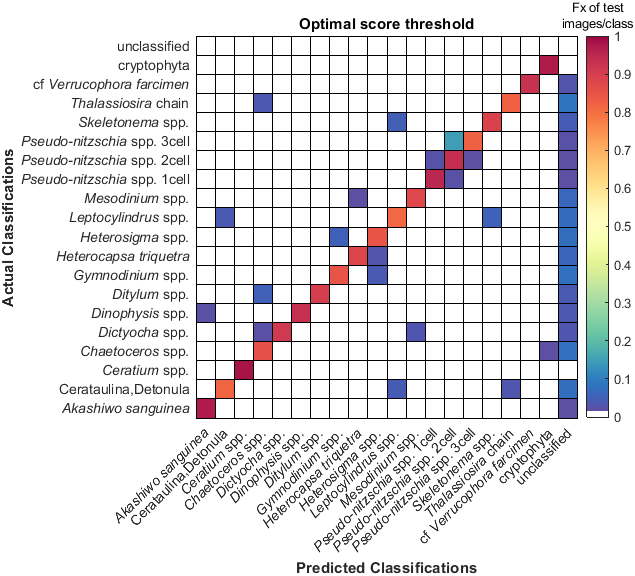 Optimal score threshold
Fx of test
images/class
unclassified
cryptophyta
cf Verrucophora farcimen
Thalassiosira chain
Skeletonema spp.
Pseudo-nitzschia spp. 3cell
Pseudo-nitzschia spp. 2cell
Pseudo-nitzschia spp. 1cell
Mesodinium spp.
Leptocylindrus spp.
Heterosigma spp.
Heterocapsa triquetra
Gymnodinium spp.
Ditylum spp.
Dinophysis spp.
Dictyocha spp.
Chaetoceros spp.
Ceratium spp.
Cerataulina,Detonula
Akashiwo sanguinea
Actual Classifications
1
0.9
0.8
0.7
0.6
0.5
0.4
0.3
0.2
0.1
0
Akashiwo sanguinea
Cerataulina,Detonula
Ceratium spp.
Chaetoceros spp.
Dictyocha spp.
Dinophysis spp.
Ditylum spp.
Gymnodinium spp.
Heterocapsa triquetra
Heterosigma spp.
Leptocylindrus spp.
Mesodinium spp.
Pseudo-nitzschia spp. 1cell
Pseudo-nitzschia spp. 2cell
Pseudo-nitzschia spp. 3cell
Skeletonema spp.
Thalassiosira chain
cf Verrucophora farcimen
cryptophyta
unclassified
Predicted Classifications